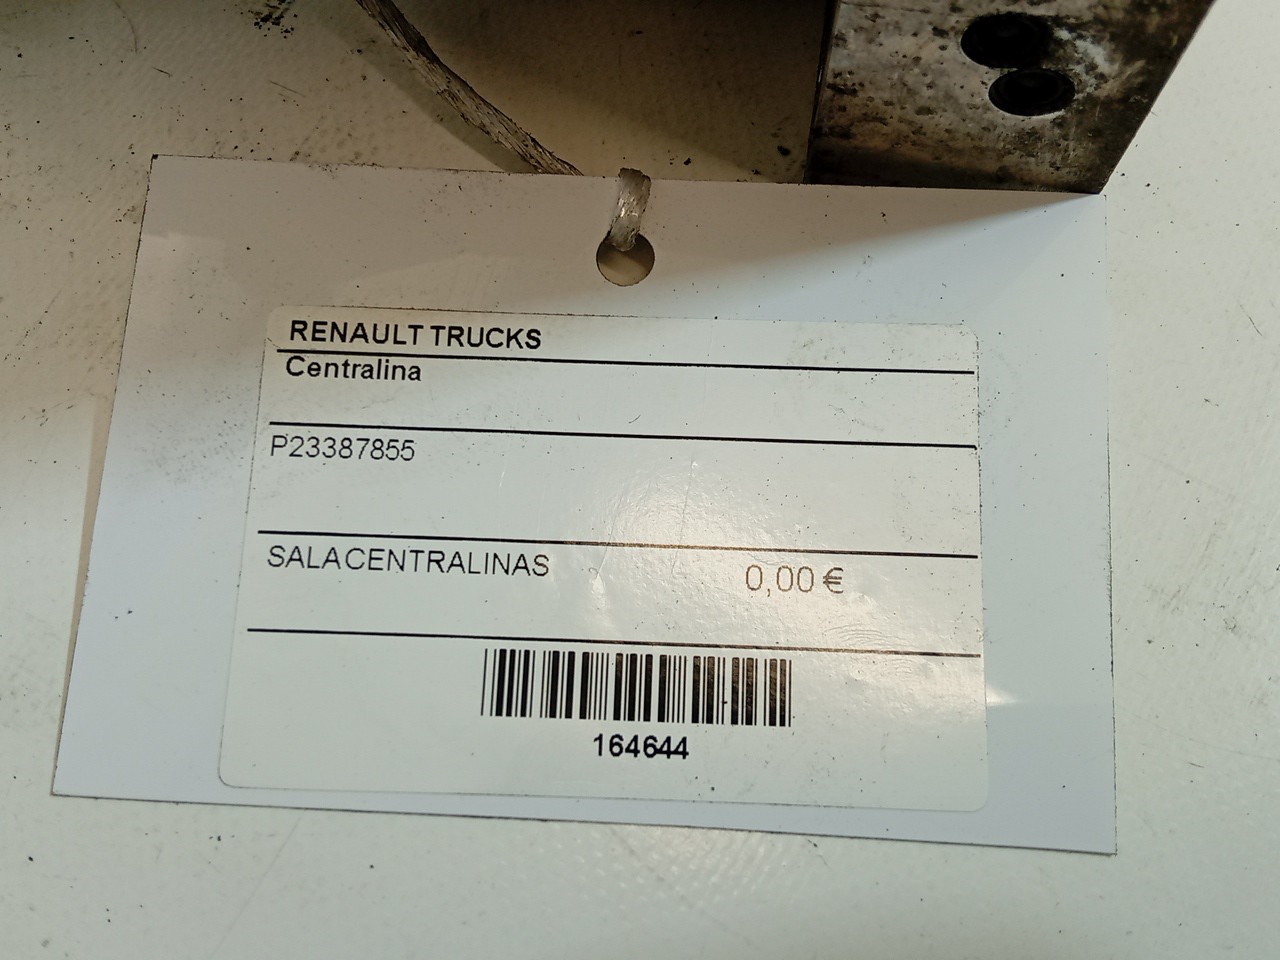 RENAULT TRUCKS
Centralina
P23387855
SALACENTRALINAS 0,00 €
164644